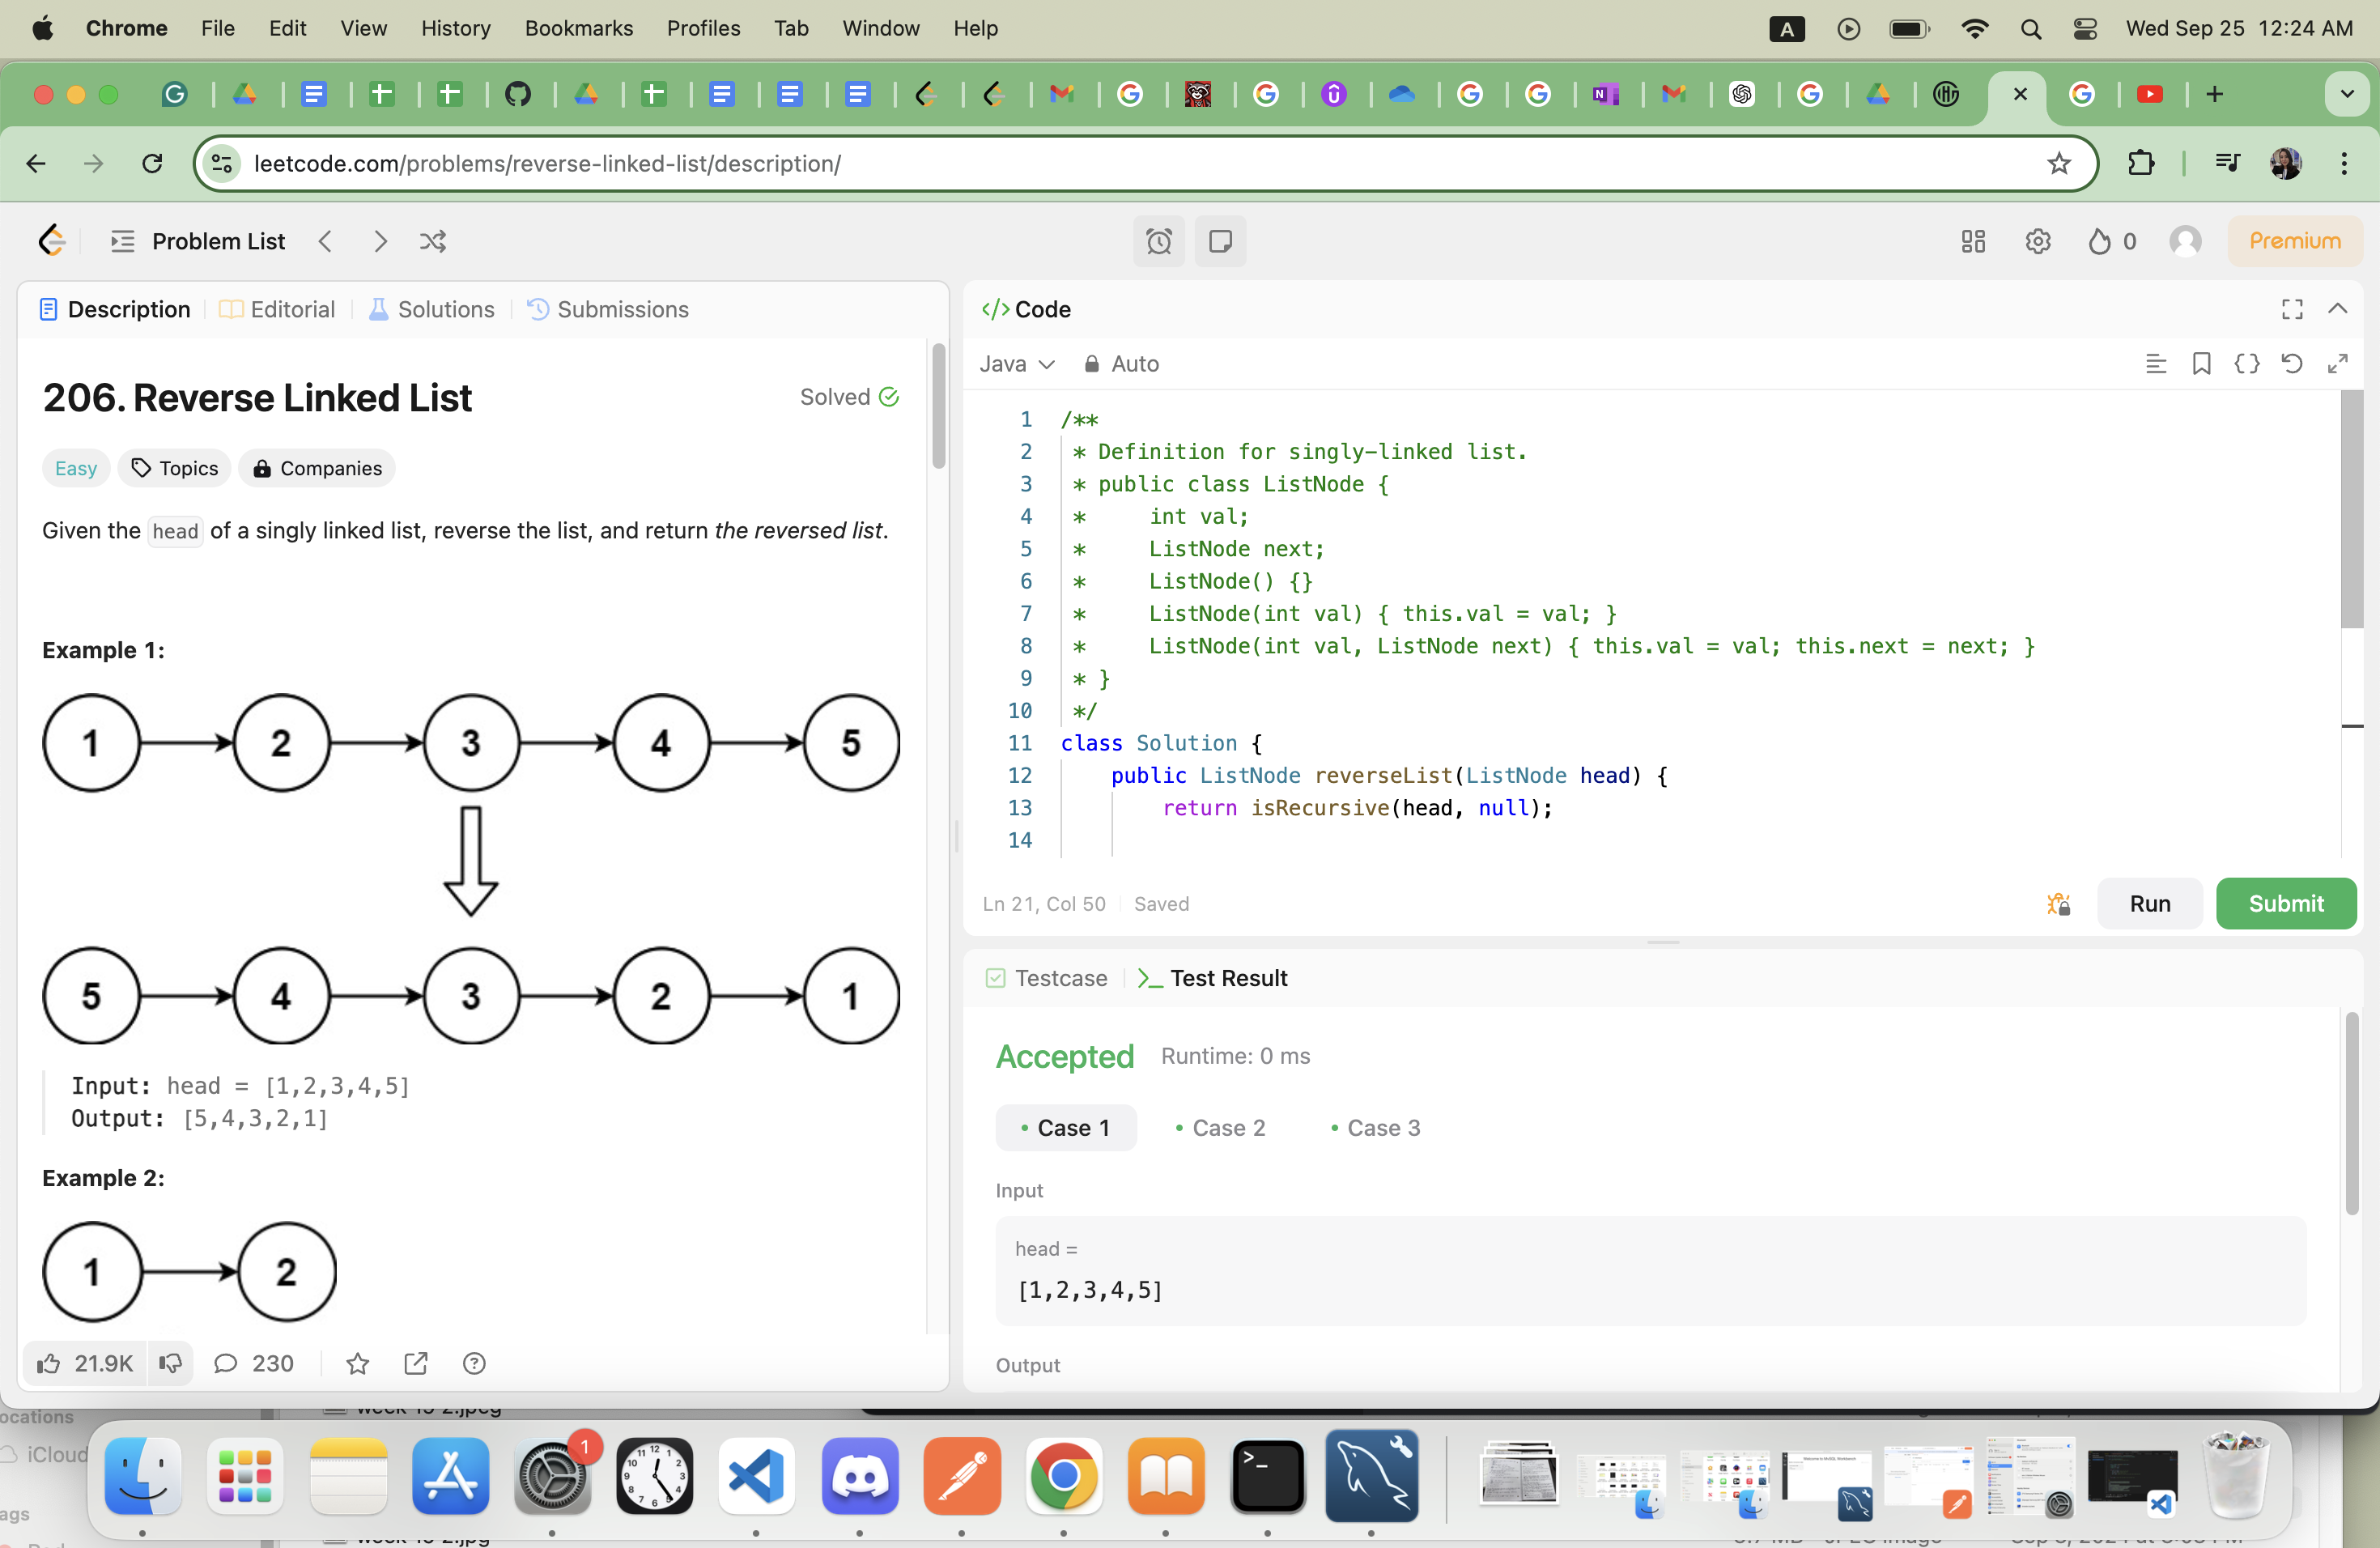 Chrome File Edit View History Bookmarks Profiles Tab Window Help A Wed Sep 25 12:24 AM
leetcode.com/problems/reverse-linked-list/description/
Problem List 0 Premium
Description Editorial Solutions Submissions
206. Reverse Linked List Solved
Easy Topics Companies
Given the head of a singly linked list, reverse the list, and return the reversed list.
Example 1:
1 2 3 4 5
5 4 3 2 1
Input: head = [1,2,3,4,5]
Output: [5,4,3,2,1]
Example 2:
1 2
21.9K 230
</> Code
Java Auto
1 /**
2 * Definition for singly-linked list.
3 * public class ListNode {
4 * int val;
5 * ListNode next;
6 * ListNode() {}
7 * ListNode(int val) { this.val = val; }
8 * ListNode(int val, ListNode next) { this.val = val; this.next = next; }
9 * }
10 */
11 class Solution {
12 public ListNode reverseList(ListNode head) {
13 return isRecursive(head, null);
14
Ln 21, Col 50 Saved Run Submit
Testcase >_ Test Result
Accepted Runtime: 0 ms
• Case 1 • Case 2 • Case 3
Input
head =
[1,2,3,4,5]
Output
ocations
iCloud
ags
1